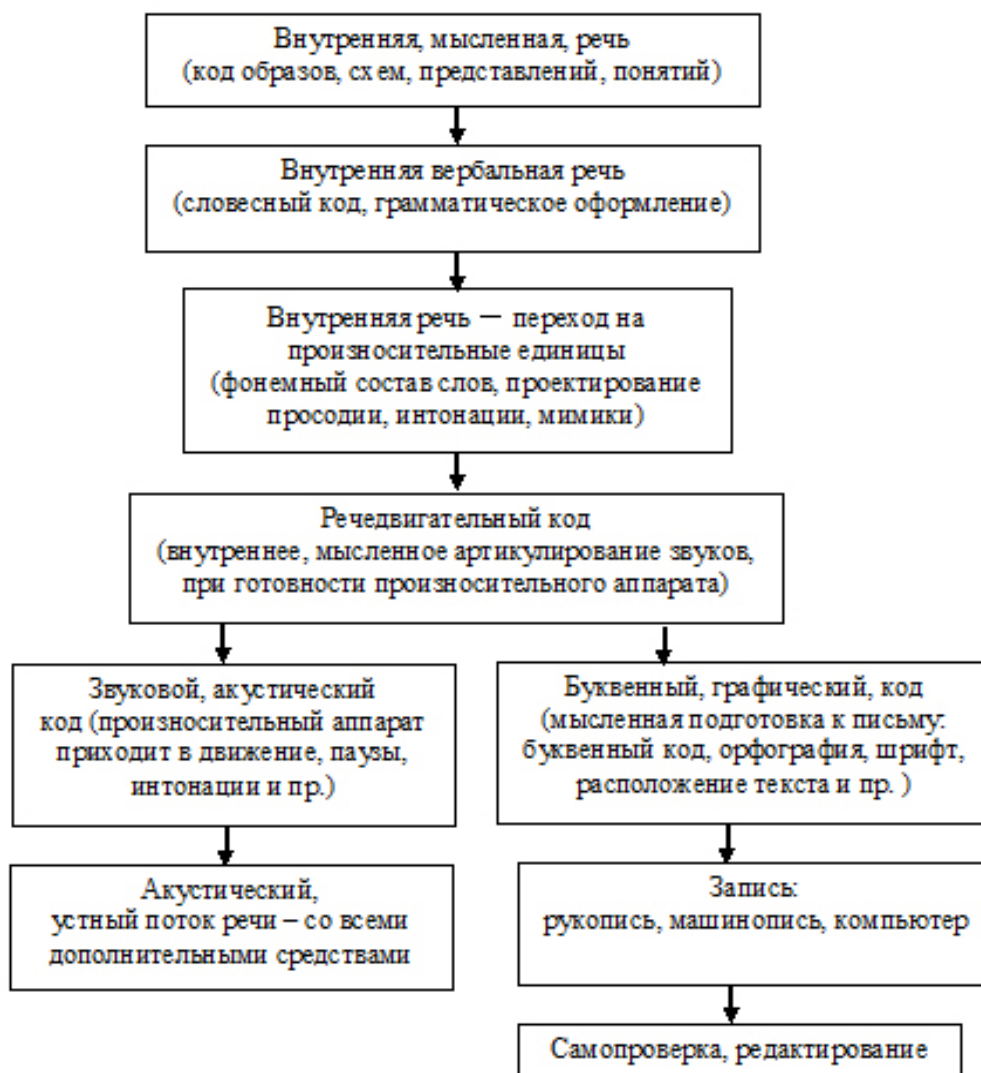 Внутренняя, мысленная, речь
(код образов, схем, представлений, понятий)
Внутренняя вербальная речь
(словесный код, грамматическое оформление)
Внутренняя речь — переход на
произносительные единицы
(фонемный состав слов, проектирование
просодии, интонации, мимики)
Речедвигательный код
(внутреннее, мысленное артикулирование звуков,
при готовности произносительного аппарата)
Звуковой, акустический
код (произносительный аппарат
приходит в движение, паузы,
интонации и пр.)
Буквенный, графический, код
(мысленная подготовка к письму:
буквенный код, орфография, шрифт,
расположение текста и пр. )
Акустический,
устный поток речи – со всеми
дополнительными средствами
Запись:
рукопись, машинопись, компьютер
Самопроверка, редактирование